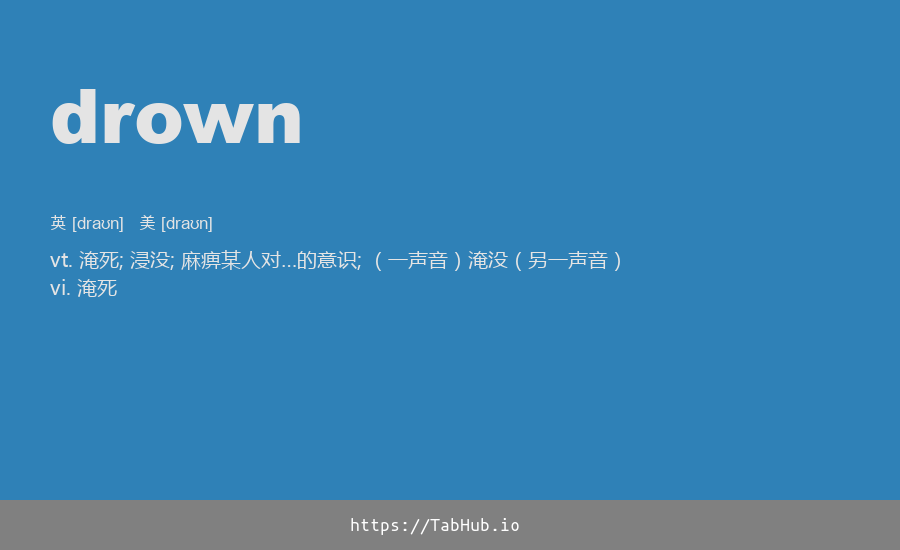 drown
英 [draʊn] 美 [draʊn]
vt. 淹死; 浸没; 麻痹某人对…的意识; （一声音）淹没（另一声音）
vi. 淹死
https://TabHub.io